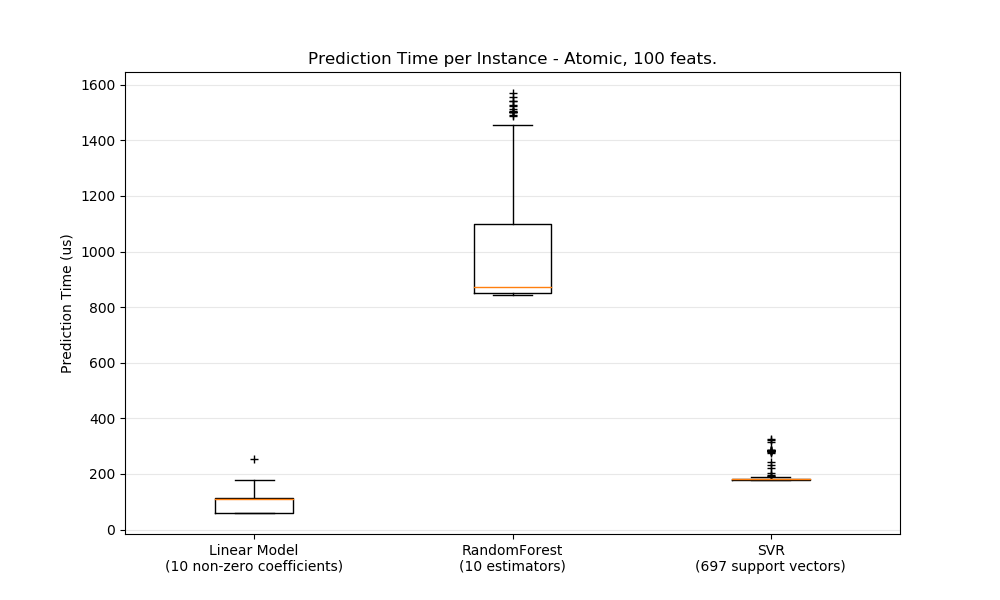 Prediction Time per Instance - Atomic, 100 feats.
Prediction Time (us)
1600
1400
1200
1000
800
600
400
200
0
Linear Model
(10 non-zero coefficients)
RandomForest
(10 estimators)
SVR
(697 support vectors)